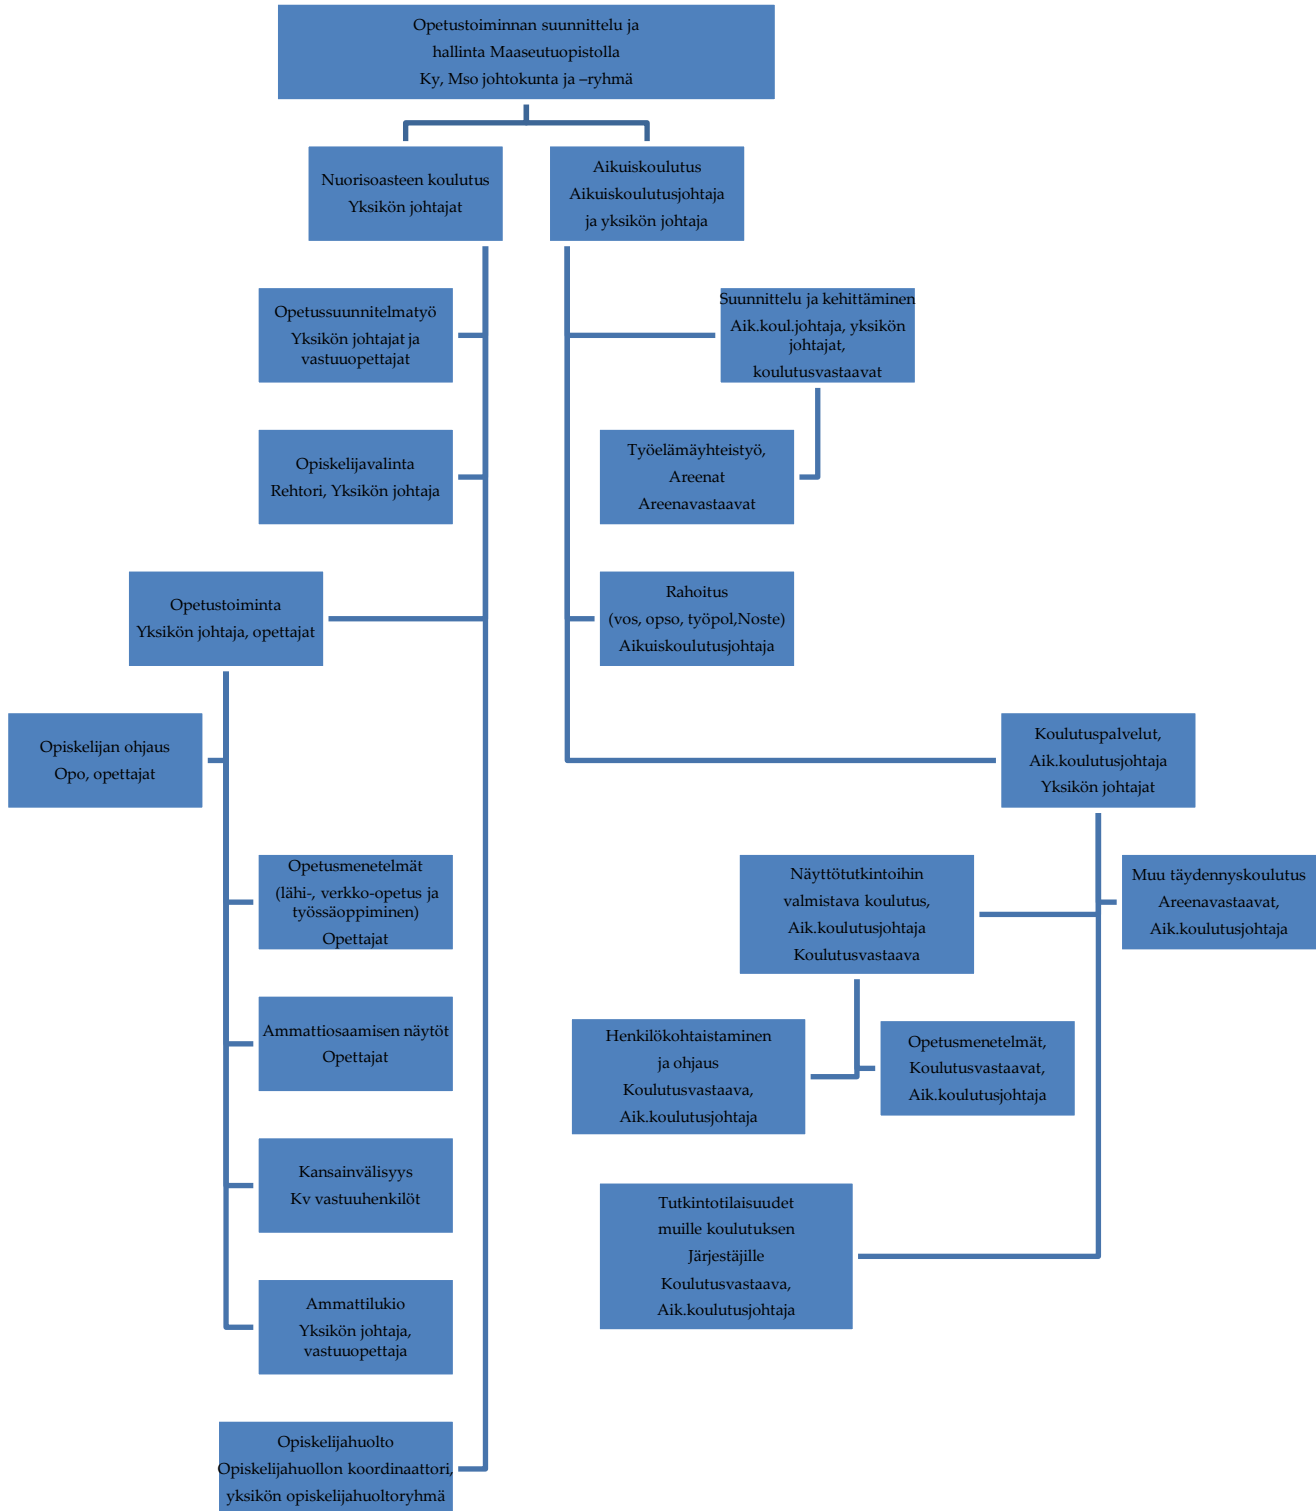 Opetustoiminnan suunnittelu ja
hallinta Maaseutuopistolla
Ky, Mso johtokunta ja –ryhmä
Nuorisoasteen koulutus
Yksikön johtajat
Aikuiskoulutus
Aikuiskoulutusjohtaja
ja yksikön johtaja
Opetussuunnitelmatyö
Yksikön johtajat ja
vastuuopettajat
Suunnittelu ja kehittäminen
Aik.koul.johtaja, yksikön
johtajat,
koulutusvastaavat
Opiskelijavalinta
Rehtori, Yksikön johtaja
Työelämäyhteistyö,
Areenat
Areenavastaavat
Opetustoiminta
Yksikön johtaja, opettajat
Rahoitus
(vos, opso, työpol,Noste)
Aikuiskoulutusjohtaja
Opiskelijan ohjaus
Opo, opettajat
Koulutuspalvelut,
Aik.koulutusjohtaja
Yksikön johtajat
Opetusmenetelmät
(lähi-, verkko-opetus ja
työssäoppiminen)
Opettajat
Näyttötutkintoihin
valmistava koulutus,
Aik.koulutusjohtaja
Koulutusvastaava
Muu täydennyskoulutus
Areenavastaavat,
Aik.koulutusjohtaja
Ammattiosaamisen näytöt
Opettajat
Henkilökohtaistaminen
ja ohjaus
Koulutusvastaava,
Aik.koulutusjohtaja
Opetusmenetelmät,
Koulutusvastaavat,
Aik.koulutusjohtaja
Kansainvälisyys
Kv vastuuhenkilöt
Tutkintotilaisuudet
muille koulutuksen
Järjestäjille
Koulutusvastaava,
Aik.koulutusjohtaja
Ammattilukio
Yksikön johtaja,
vastuuopettaja
Opiskelijahuolto
Opiskelijahuollon koordinaattori,
yksikön opiskelijahuoltoryhmä